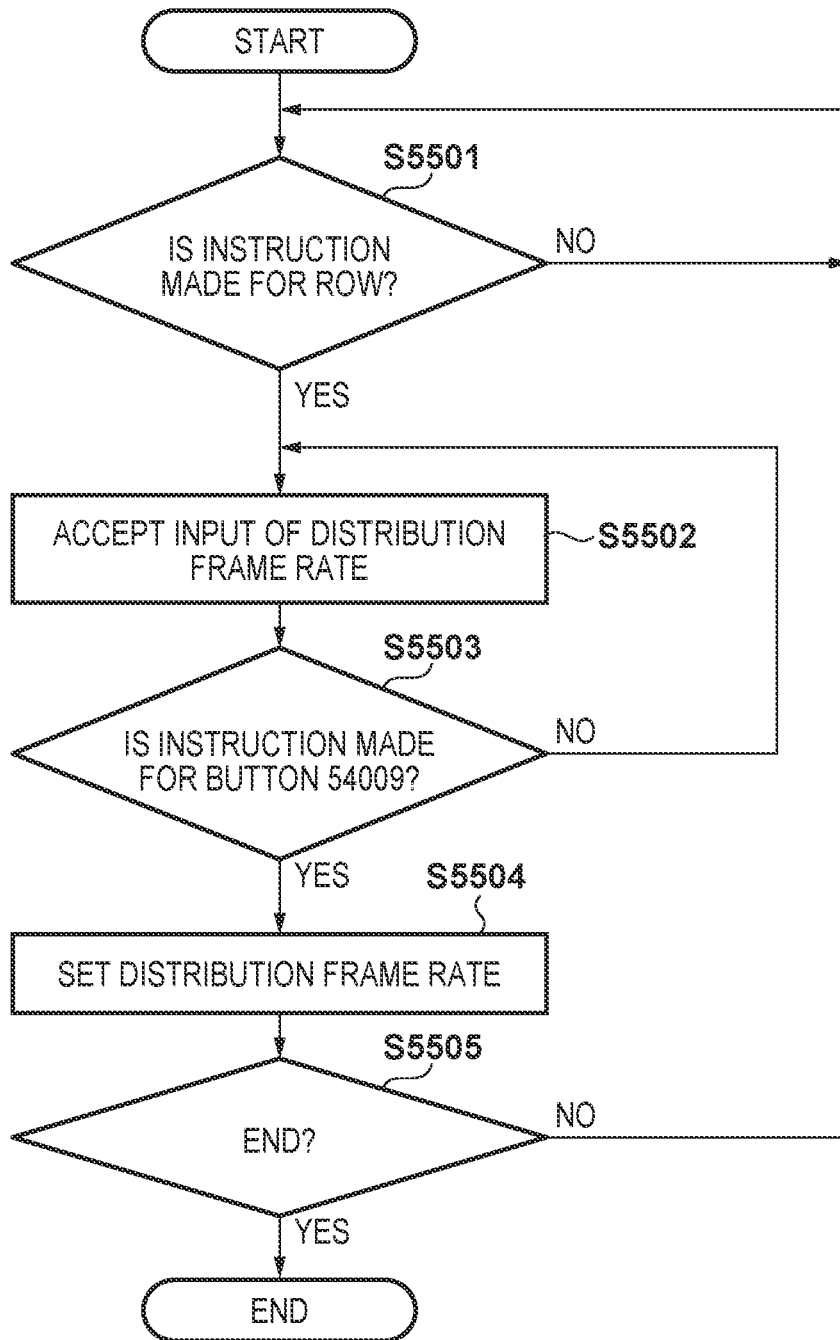 START
S5501
IS INSTRUCTION
MADE FOR ROW?
NO
YES
ACCEPT INPUT OF DISTRIBUTION
FRAME RATE
S5502
S5503
IS INSTRUCTION MADE
FOR BUTTON 54009?
NO
YES
S5504
SET DISTRIBUTION FRAME RATE
S5505
END?
NO
YES
END